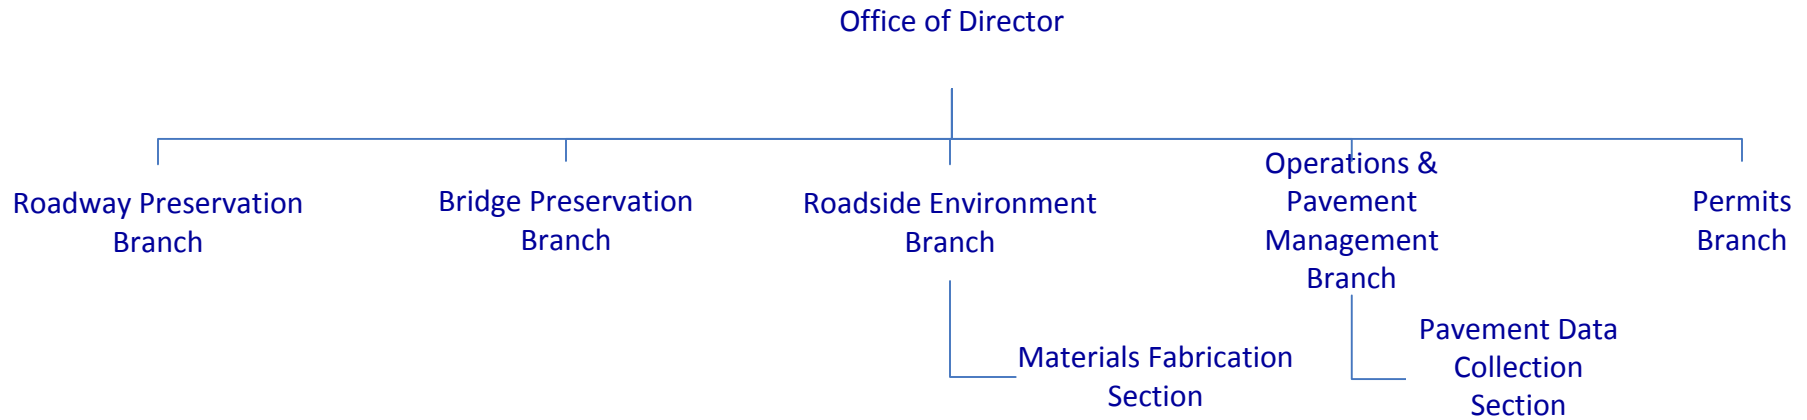 Office of Director
Roadway Preservation
Branch
Bridge Preservation
Branch
Roadside Environment
Branch
Operations &
Pavement
Management
Branch
Permits
Branch
Materials Fabrication
Section
Pavement Data
Collection
Section